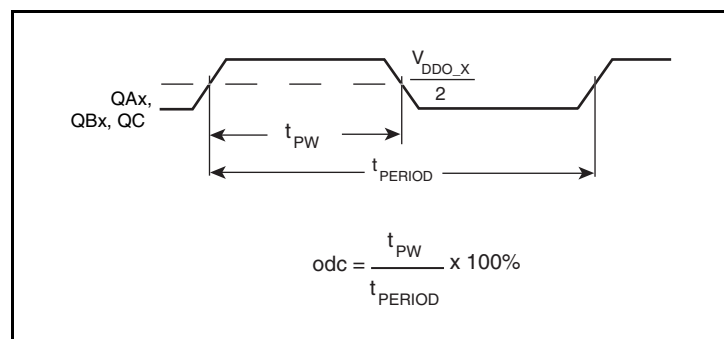 V_DDO_X
2
QAx,
QBx, QC
t_PW
t_PERIOD
odc = t_PW / t_PERIOD x 100%